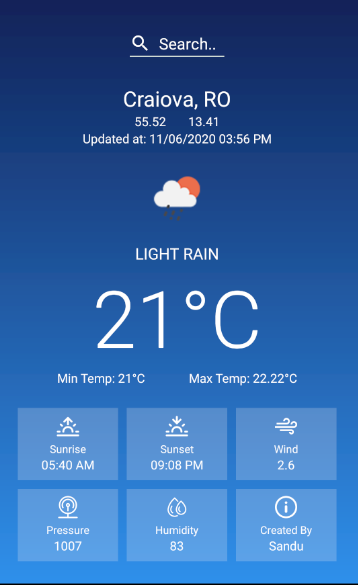 Search..
Craiova, RO
55.52 13.41
Updated at: 11/06/2020 03:56 PM
LIGHT RAIN
21°C
Min Temp: 21°C Max Temp: 22.22°C
Sunrise Sunset Wind
05:40 AM 09:08 PM 2.6
Pressure Humidity Created By
1007 83 Sandu